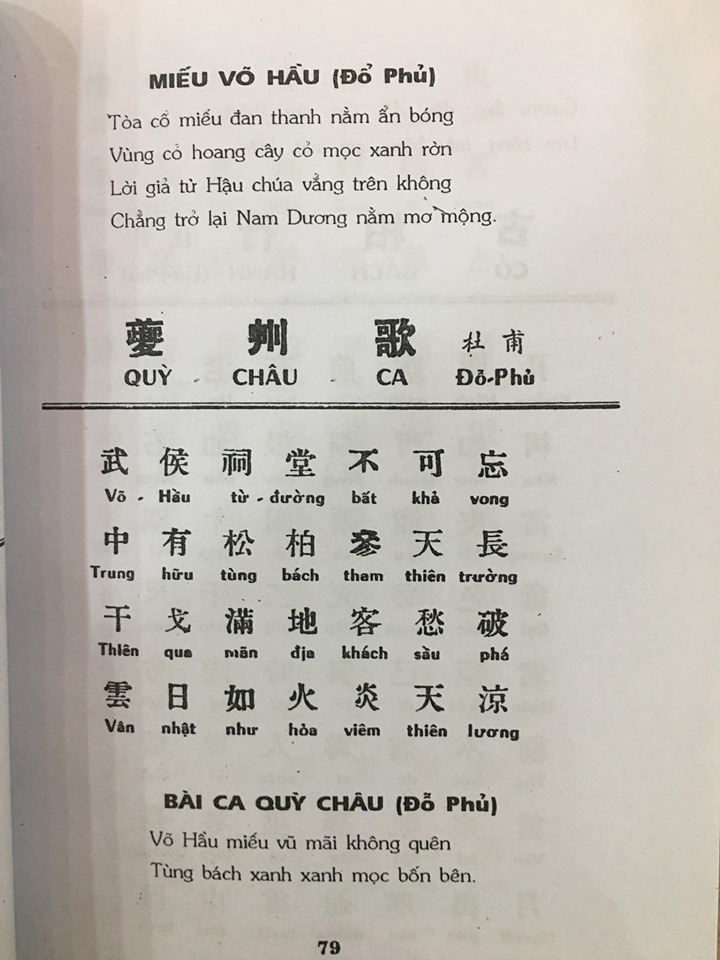 MIẾU VÕ HẦU (Đổ Phủ)
Tòa cổ miếu đan thanh nằm ẩn bóng
Vùng cỏ hoang cây cỏ mọc xanh rờn
Lời giả từ Hậu chúa vẳng trên không
Chẳng trở lại Nam Dương nằm mơ mộng.
夔 州 歌 杜 甫
QUỲ - CHÂU - CA Đỗ-Phủ
武 侯 祠 堂 不 可 忘
Võ - Hầu từ - đường bất khả vong
中 有 松 柏 參 天 長
Trung hữu tùng bách tham thiên trường
干 戈 滿 地 客 愁 破
Thiên qua mãn địa khách sầu phá
雲 日 如 火 炎 天 涼
Vân nhật như hỏa viêm thiên lương
BÀI CA QUỲ CHÂU (Đỗ Phủ)
Võ Hầu miếu vũ mãi không quên
Tùng bách xanh xanh mọc bốn bên.
79